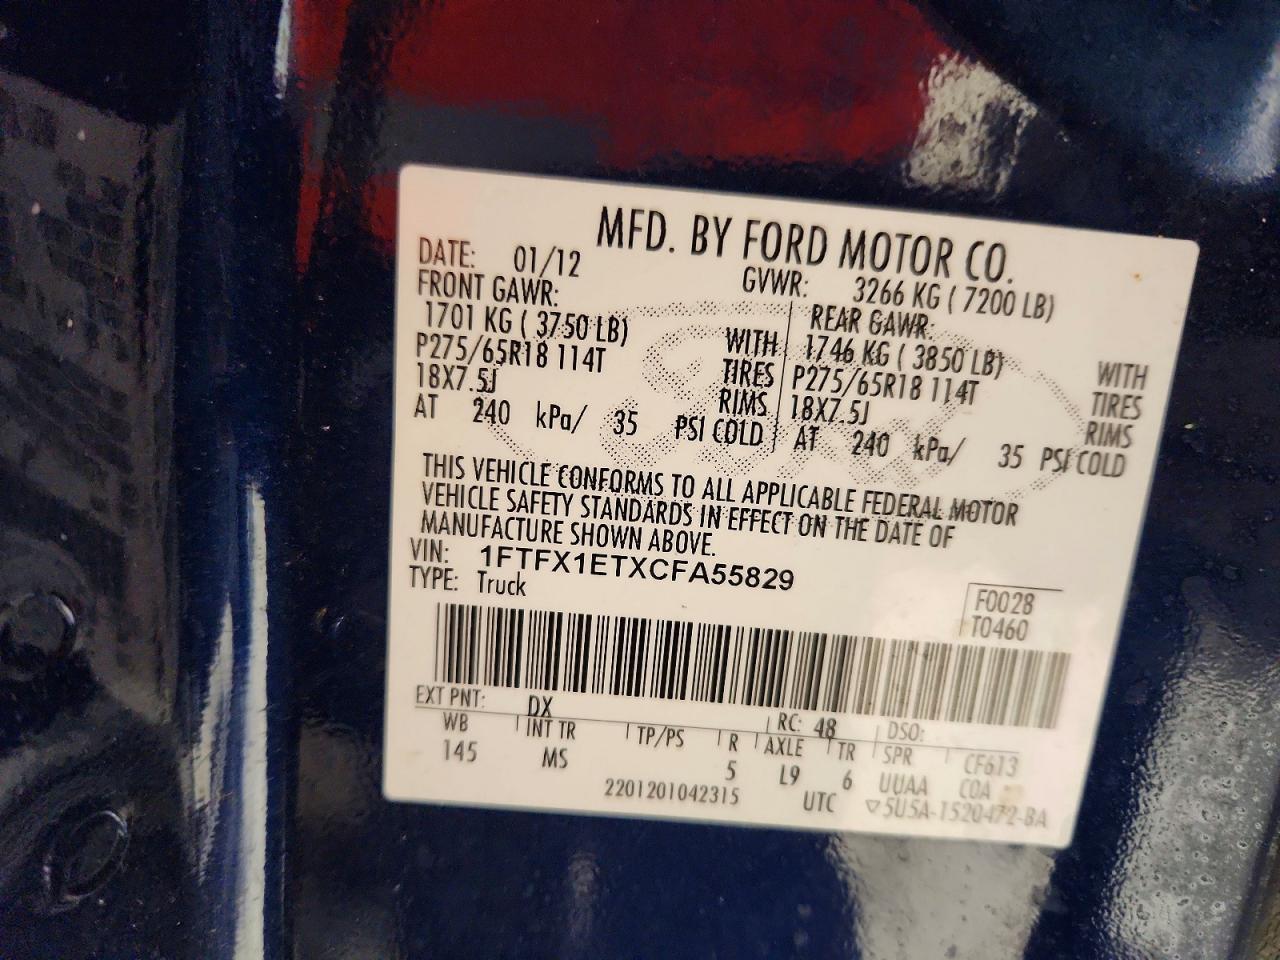 MFD. BY FORD MOTOR CO.
DATE: 01/12 GVWR: 3266 KG ( 7200 LB)
FRONT GAWR: REAR GAWR:
1701 KG ( 3750 LB) WITH 1746 KG ( 3850 LB) WITH
P275/65R18 114T TIRES P275/65R18 114T TIRES
18X7.5J RIMS 18X7.5J RIMS
AT 240 kPa/ 35 PSI COLD AT 240 kPa/ 35 PSI COLD
THIS VEHICLE CONFORMS TO ALL APPLICABLE FEDERAL MOTOR
VEHICLE SAFETY STANDARDS IN EFFECT ON THE DATE OF
MANUFACTURE SHOWN ABOVE.
VIN: 1FTFX1ETXCFA55829
TYPE: Truck
F0028
T0460
EXT PNT: DX RC: 48 DSO:
WB INT TR TP/PS R AXLE TR SPR CF613
145 MS 5 L9 6 UUAA COA
2201201042315 UTC ▽5U5A-1520472-BA